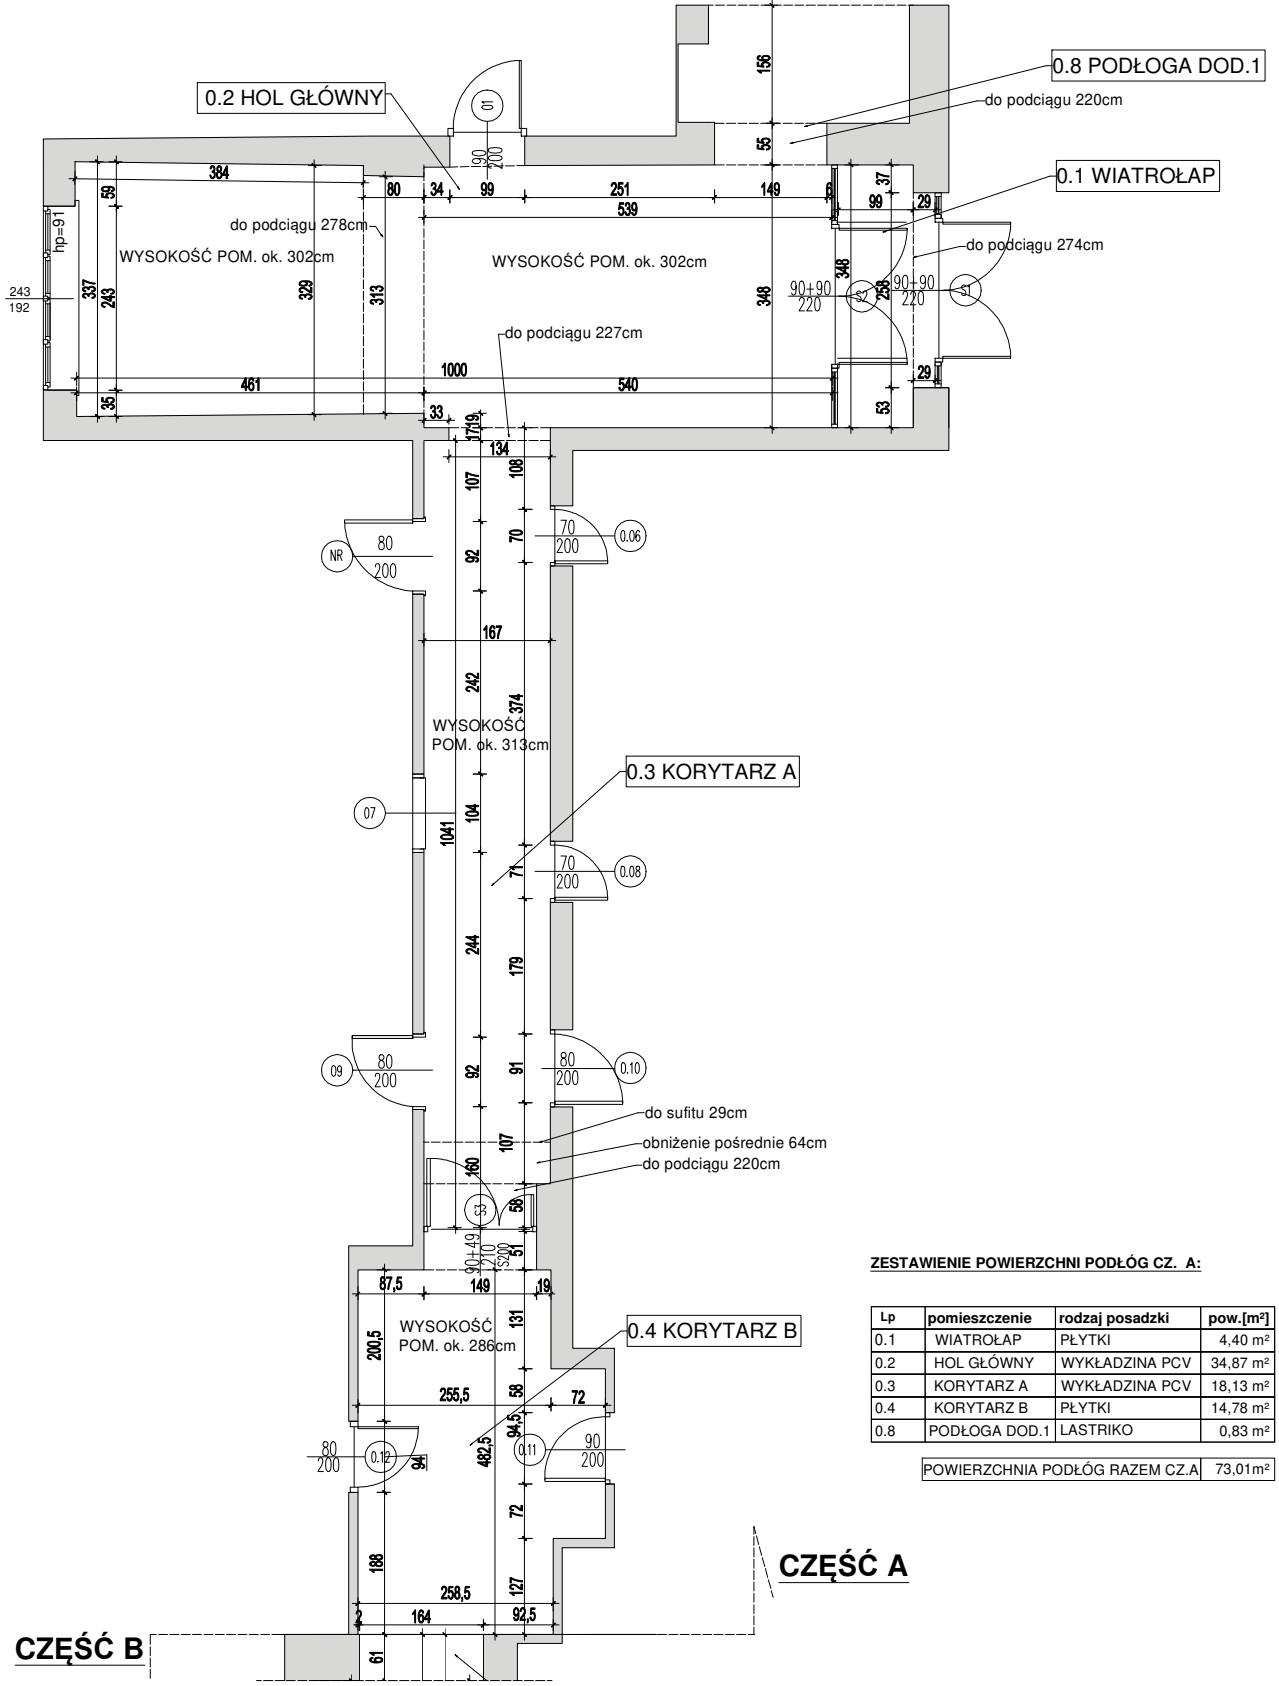 156
0.8 PODŁOGA DOD.1
0.2 HOL GŁÓWNY
01
do podciągu 220cm
90
200
55
384
80
34
99
251
149
6
37
0.1 WIATROŁAP
99
29
539
59
hp=91
do podciągu 278cm
WYSOKOŚĆ POM. ok. 302cm
WYSOKOŚĆ POM. ok. 302cm
do podciągu 274cm
243
192
337
243
329
313
348
348
258
90+90
220
S2
90+90
220
S1
do podciągu 227cm
1000
461
540
29
35
33
17
19
53
134
108
107
NR
80
200
92
70
70
200
0.06
167
242
374
WYSOKOŚĆ
POM. ok. 313cm
0.3 KORYTARZ A
07
1041
104
71
70
200
0.08
244
179
09
80
200
92
91
80
200
0.10
do sufitu 29cm
107
obniżenie pośrednie 64cm
160
do podciągu 220cm
S3
58
90+49
210
S200
51
87,5
149
19
ZESTAWIENIE POWIERZCHNI PODŁÓG CZ. A:
Lp pomieszczenie rodzaj posadzki pow.[m²]
0.1 WIATROŁAP PŁYTKI 4,40 m²
0.2 HOL GŁÓWNY WYKŁADZINA PCV 34,87 m²
0.3 KORYTARZ A WYKŁADZINA PCV 18,13 m²
0.4 KORYTARZ B PŁYTKI 14,78 m²
0.8 PODŁOGA DOD.1 LASTRIKO 0,83 m²
POWIERZCHNIA PODŁÓG RAZEM CZ.A 73,01m²
200,5
WYSOKOŚĆ
POM. ok. 286cm
131
0.4 KORYTARZ B
255,5
58
72
94,5
80
200
0.12
94
482,5
0.11
90
200
72
188
127
258,5
2
164
92,5
CZĘŚĆ A
CZĘŚĆ B
61